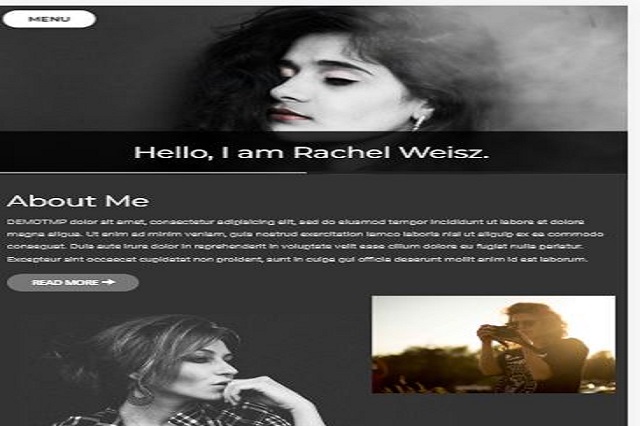 MENU
Hello, I am Rachel Weisz.
About Me
DEMOTMP dolor sit amet, consectetur adipisicing elit, sed do eiusmod tempor incididunt ut labore et dolore
magna aliqua. Ut enim ad minim veniam, quis nostrud exercitation lamco laboris nisi ut aliquip ex ea commodo
consequat. Duis aute irure dolor in reprehenderit in voluptate velit esse cillum dolore eu fugiat nulla pariatur.
Excepteur sint occaecat cupidatat non proident, sunt in culpa qui officia deserunt mollit anim id est laborum.
READ MORE →